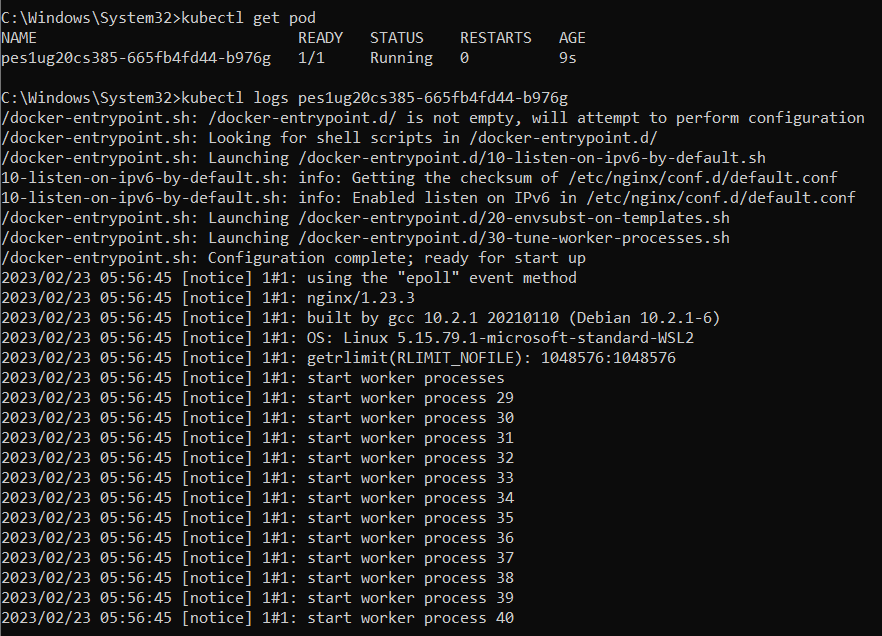 C:\Windows\System32>kubectl get pod
NAME READY STATUS RESTARTS AGE
pes1ug20cs385-665fb4fd44-b976g 1/1 Running 0 9s
C:\Windows\System32>kubectl logs pes1ug20cs385-665fb4fd44-b976g
/docker-entrypoint.sh: /docker-entrypoint.d/ is not empty, will attempt to perform configuration
/docker-entrypoint.sh: Looking for shell scripts in /docker-entrypoint.d/
/docker-entrypoint.sh: Launching /docker-entrypoint.d/10-listen-on-ipv6-by-default.sh
10-listen-on-ipv6-by-default.sh: info: Getting the checksum of /etc/nginx/conf.d/default.conf
10-listen-on-ipv6-by-default.sh: info: Enabled listen on IPv6 in /etc/nginx/conf.d/default.conf
/docker-entrypoint.sh: Launching /docker-entrypoint.d/20-envsubst-on-templates.sh
/docker-entrypoint.sh: Launching /docker-entrypoint.d/30-tune-worker-processes.sh
/docker-entrypoint.sh: Configuration complete; ready for start up
2023/02/23 05:56:45 [notice] 1#1: using the "epoll" event method
2023/02/23 05:56:45 [notice] 1#1: nginx/1.23.3
2023/02/23 05:56:45 [notice] 1#1: built by gcc 10.2.1 20210110 (Debian 10.2.1-6)
2023/02/23 05:56:45 [notice] 1#1: OS: Linux 5.15.79.1-microsoft-standard-WSL2
2023/02/23 05:56:45 [notice] 1#1: getrlimit(RLIMIT_NOFILE): 1048576:1048576
2023/02/23 05:56:45 [notice] 1#1: start worker processes
2023/02/23 05:56:45 [notice] 1#1: start worker process 29
2023/02/23 05:56:45 [notice] 1#1: start worker process 30
2023/02/23 05:56:45 [notice] 1#1: start worker process 31
2023/02/23 05:56:45 [notice] 1#1: start worker process 32
2023/02/23 05:56:45 [notice] 1#1: start worker process 33
2023/02/23 05:56:45 [notice] 1#1: start worker process 34
2023/02/23 05:56:45 [notice] 1#1: start worker process 35
2023/02/23 05:56:45 [notice] 1#1: start worker process 36
2023/02/23 05:56:45 [notice] 1#1: start worker process 37
2023/02/23 05:56:45 [notice] 1#1: start worker process 38
2023/02/23 05:56:45 [notice] 1#1: start worker process 39
2023/02/23 05:56:45 [notice] 1#1: start worker process 40